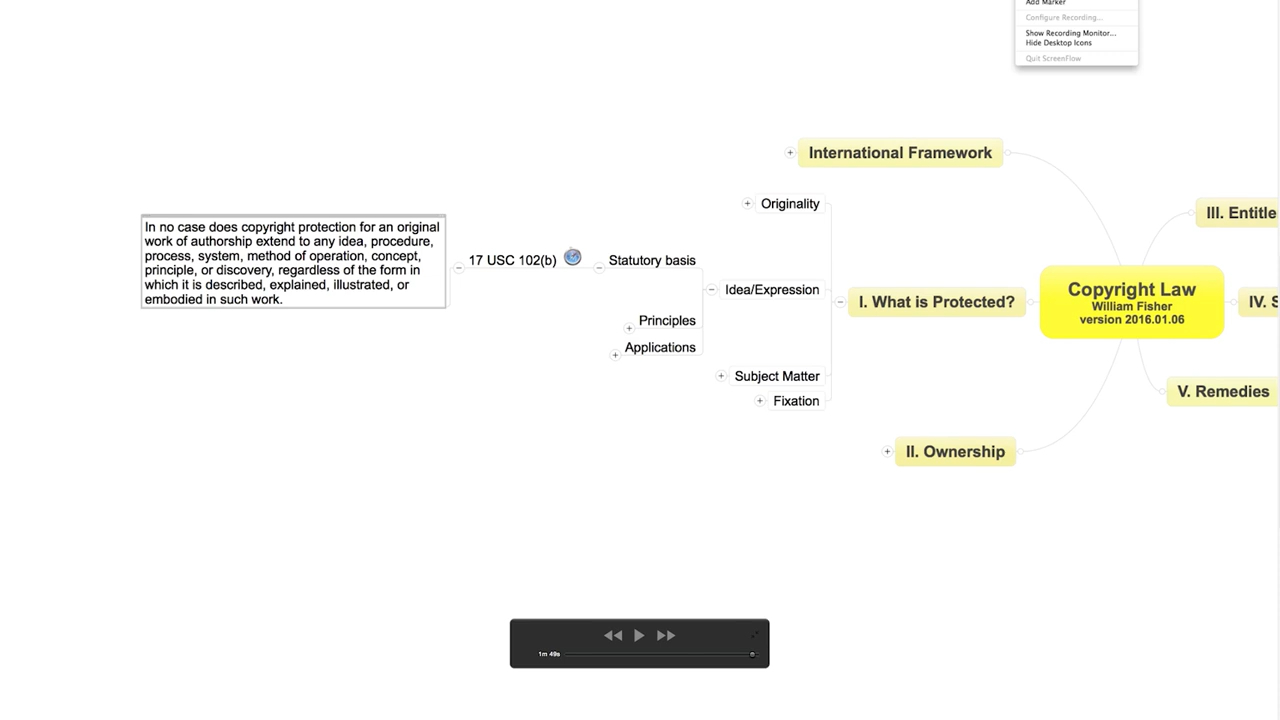 Add Marker
Configure Recording...
Show Recording Monitor...
Hide Desktop Icons
Quit ScreenFlow
International Framework
Originality
III. Entitle
In no case does copyright protection for an original
work of authorship extend to any idea, procedure,
process, system, method of operation, concept,
principle, or discovery, regardless of the form in
which it is described, explained, illustrated, or
embodied in such work.
17 USC 102(b)
Statutory basis
Idea/Expression
I. What is Protected?
Copyright Law
William Fisher
version 2016.01.06
IV. S
Principles
Applications
Subject Matter
Fixation
V. Remedies
II. Ownership
1m 49s